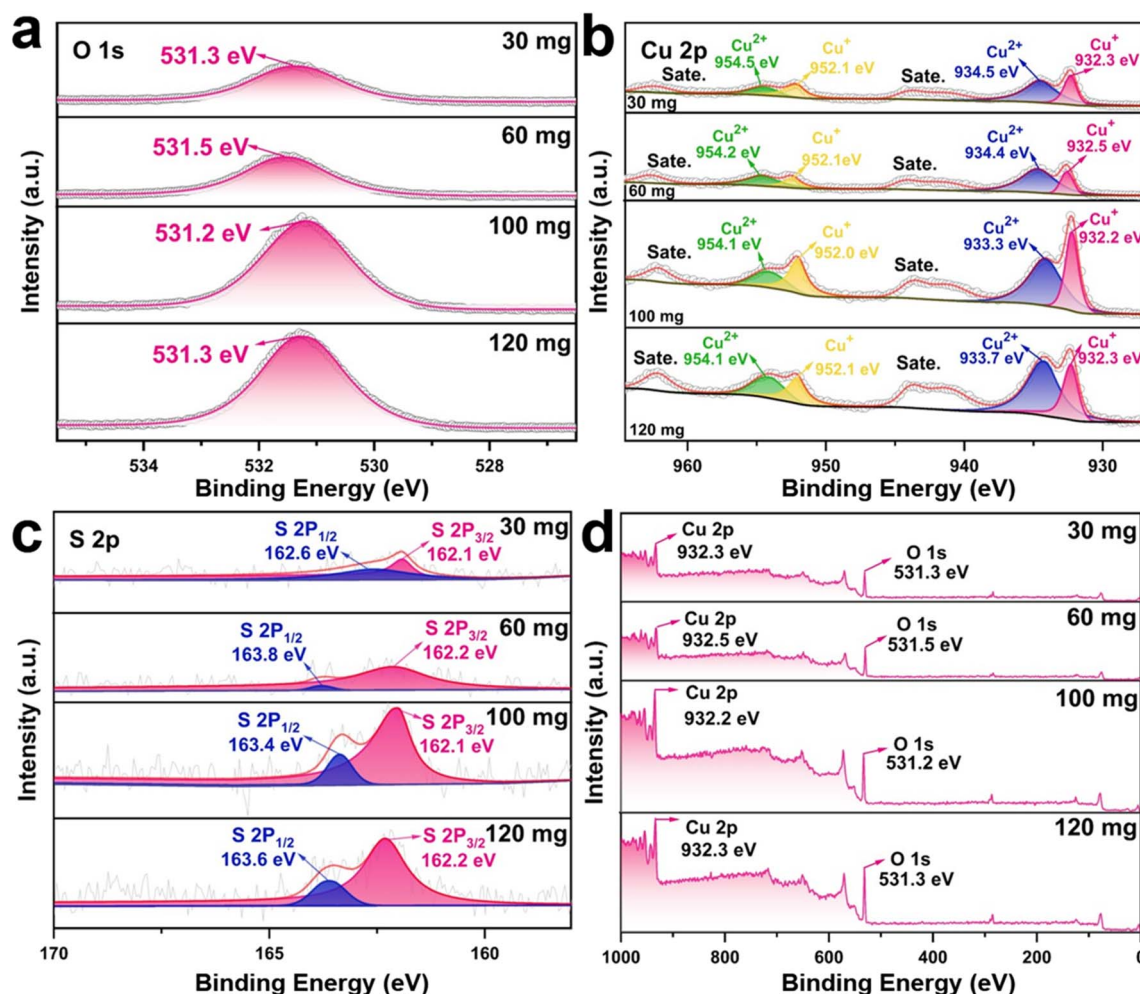 a
O 1s
30 mg
531.3 eV
60 mg
531.5 eV
100 mg
531.2 eV
120 mg
531.3 eV
Intensity (a.u.)
534
532
530
528
Binding Energy (eV)
b
Cu 2p
Sate.
Cu2+
954.5 eV
Cu+
952.1 eV
Sate.
Cu2+
934.5 eV
Cu+
932.3 eV
30 mg
Sate.
Cu2+
954.2 eV
Cu+
952.1eV
Sate.
Cu2+
934.4 eV
Cu+
932.5 eV
60 mg
Sate.
Cu2+
954.1 eV
Cu+
952.0 eV
Sate.
Cu2+
933.3 eV
Cu+
932.2 eV
100 mg
Sate.
Cu2+
954.1 eV
Cu+
952.1 eV
Sate.
Cu2+
933.7 eV
Cu+
932.3 eV
120 mg
Intensity (a.u.)
960
950
940
930
Binding Energy (eV)
c
S 2p
30 mg
S 2P1/2
162.6 eV
S 2P3/2
162.1 eV
60 mg
S 2P1/2
163.8 eV
S 2P3/2
162.2 eV
100 mg
S 2P1/2
163.4 eV
S 2P3/2
162.1 eV
120 mg
S 2P1/2
163.6 eV
S 2P3/2
162.2 eV
Intensity (a.u.)
170
165
160
Binding Energy (eV)
d
30 mg
Cu 2p
932.3 eV
O 1s
531.3 eV
60 mg
Cu 2p
932.5 eV
O 1s
531.5 eV
100 mg
Cu 2p
932.2 eV
O 1s
531.2 eV
120 mg
Cu 2p
932.3 eV
O 1s
531.3 eV
Intensity (a.u.)
1000
800
600
400
200
0
Binding Energy (eV)